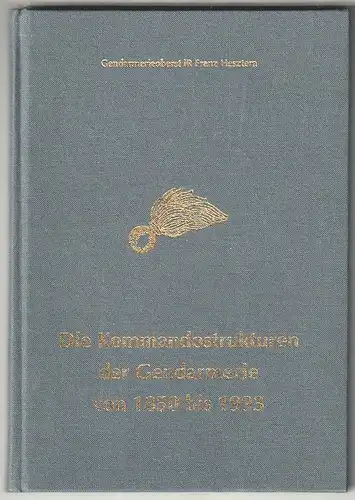 Gendarmerieoberst iR Franz Hesztera
Die Kommandostrukturen
der Gendarmerie
von 1850 bis 1993